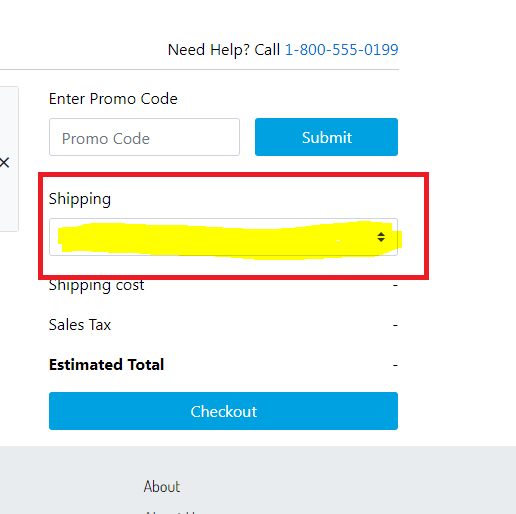 Need Help? Call 1-800-555-0199
Enter Promo Code
Promo Code
Submit
Shipping
Shipping cost -
Sales Tax -
Estimated Total -
Checkout
About